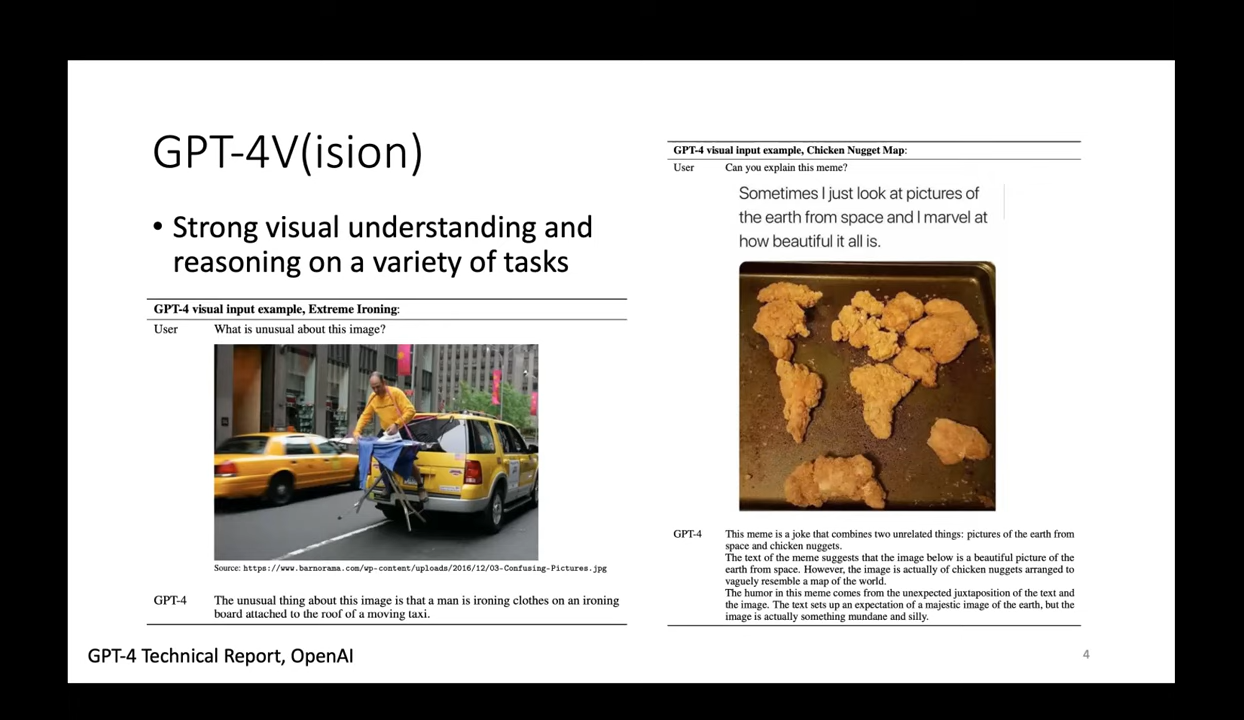 GPT-4V(ision)
• Strong visual understanding and
reasoning on a variety of tasks
GPT-4 visual input example, Extreme Ironing:
User What is unusual about this image?
Source: https://www.barnorama.com/wp-content/uploads/2016/12/03-Confusing-Pictures.jpg
GPT-4 The unusual thing about this image is that a man is ironing clothes on an ironing
board attached to the roof of a moving taxi.
GPT-4 Technical Report, OpenAI
GPT-4 visual input example, Chicken Nugget Map:
User Can you explain this meme?
Sometimes I just look at pictures of
the earth from space and I marvel at
how beautiful it all is.
GPT-4 This meme is a joke that combines two unrelated things: pictures of the earth from
space and chicken nuggets.
The text of the meme suggests that the image below is a beautiful picture of the
earth from space. However, the image is actually of chicken nuggets arranged to
vaguely resemble a map of the world.
The humor in this meme comes from the unexpected juxtaposition of the text and
the image. The text sets up an expectation of a majestic image of the earth, but the
image is actually something mundane and silly.
4